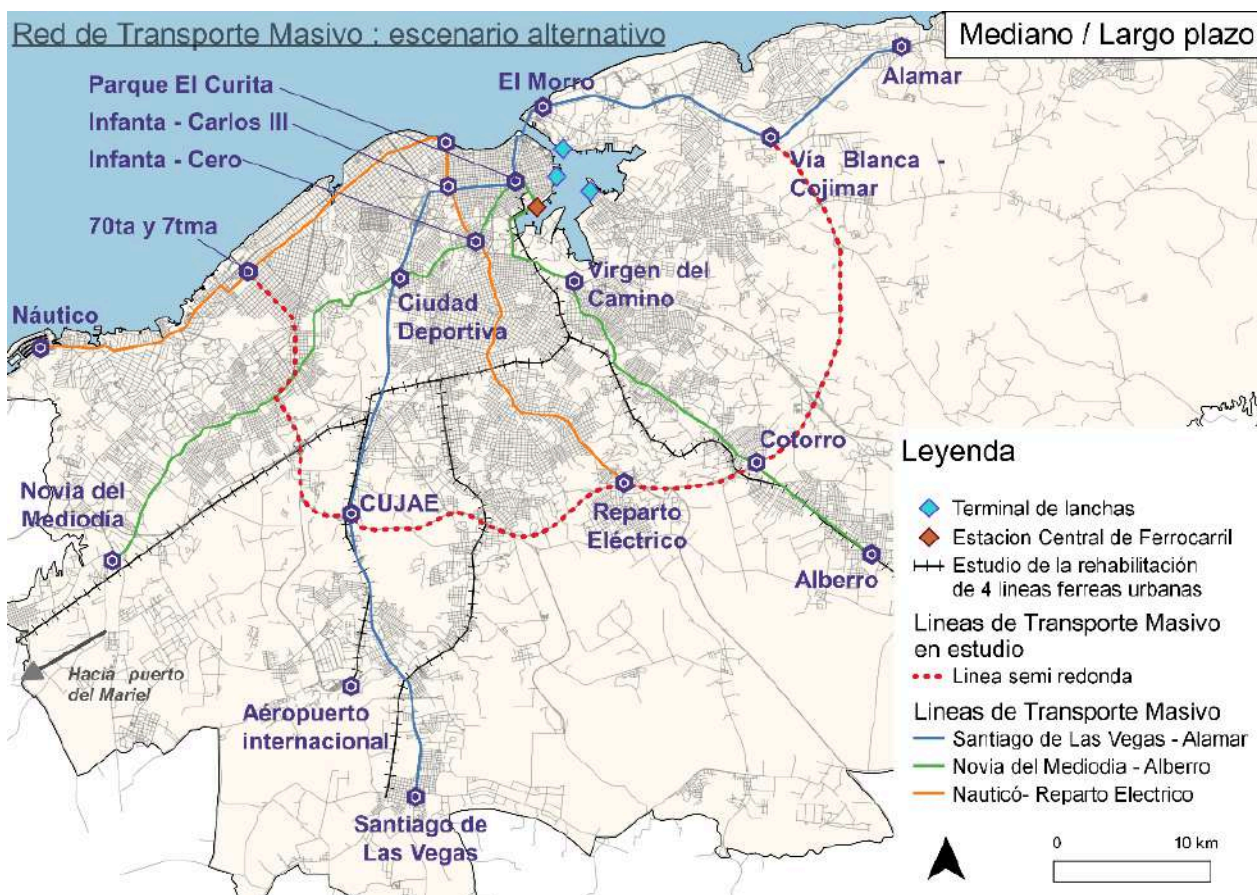 Red de Transporte Masivo : escenario alternativo
Mediano / Largo plazo
Parque El Curita
Infanta - Carlos III
Infanta - Cero
70ta y 7tma
El Morro
Alamar
Vía Blanca -
Cojimar
Náutico
Ciudad
Deportiva
Virgen del
Camino
Novia del
Mediodía
CUJAE
Reparto
Eléctrico
Cotorro
Alberro
Hacia puerto
del Mariel
Aéropuerto
internacional
Santiago de
Las Vegas
Leyenda
Terminal de lanchas
Estacion Central de Ferrocarril
Estudio de la rehabilitación
de 4 lineas ferreas urbanas
Lineas de Transporte Masivo
en estudio
Linea semi redonda
Lineas de Transporte Masivo
Santiago de Las Vegas - Alamar
Novia del Mediodia - Alberro
Nauticó- Reparto Electrico
0 10 km